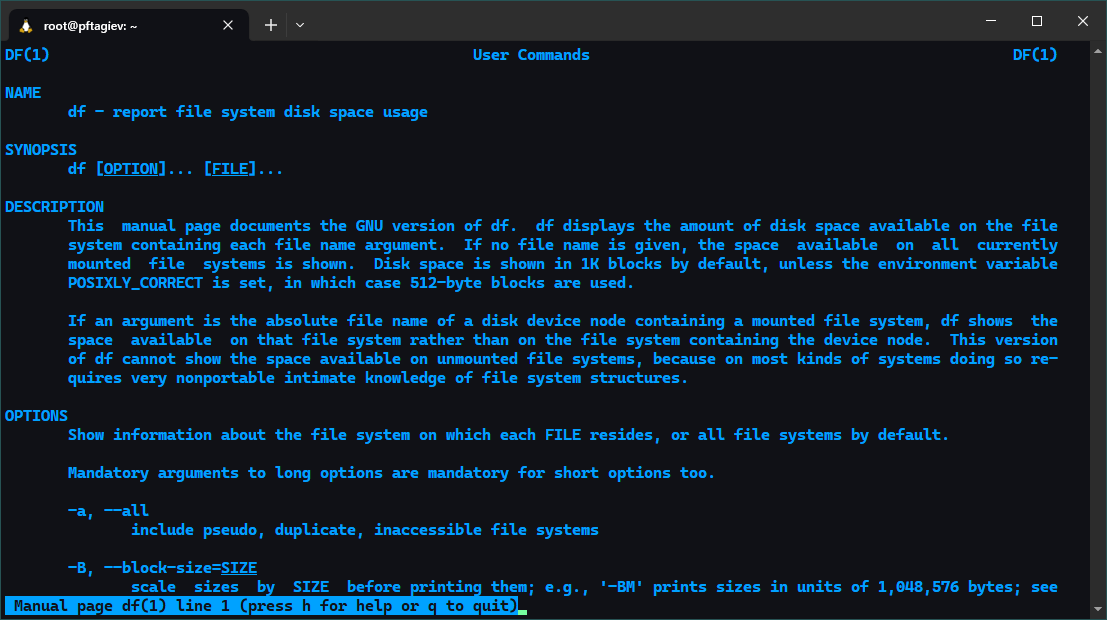 root@pftagiev: ~
DF(1) User Commands DF(1)
NAME
df - report file system disk space usage
SYNOPSIS
df [OPTION]... [FILE]...
DESCRIPTION
This manual page documents the GNU version of df. df displays the amount of disk space available on the file
system containing each file name argument. If no file name is given, the space available on all currently
mounted file systems is shown. Disk space is shown in 1K blocks by default, unless the environment variable
POSIXLY_CORRECT is set, in which case 512-byte blocks are used.
If an argument is the absolute file name of a disk device node containing a mounted file system, df shows the
space available on that file system rather than on the file system containing the device node. This version
of df cannot show the space available on unmounted file systems, because on most kinds of systems doing so re-
quires very nonportable intimate knowledge of file system structures.
OPTIONS
Show information about the file system on which each FILE resides, or all file systems by default.
Mandatory arguments to long options are mandatory for short options too.
-a, --all
include pseudo, duplicate, inaccessible file systems
-B, --block-size=SIZE
scale sizes by SIZE before printing them; e.g., '-BM' prints sizes in units of 1,048,576 bytes; see
Manual page df(1) line 1 (press h for help or q to quit)